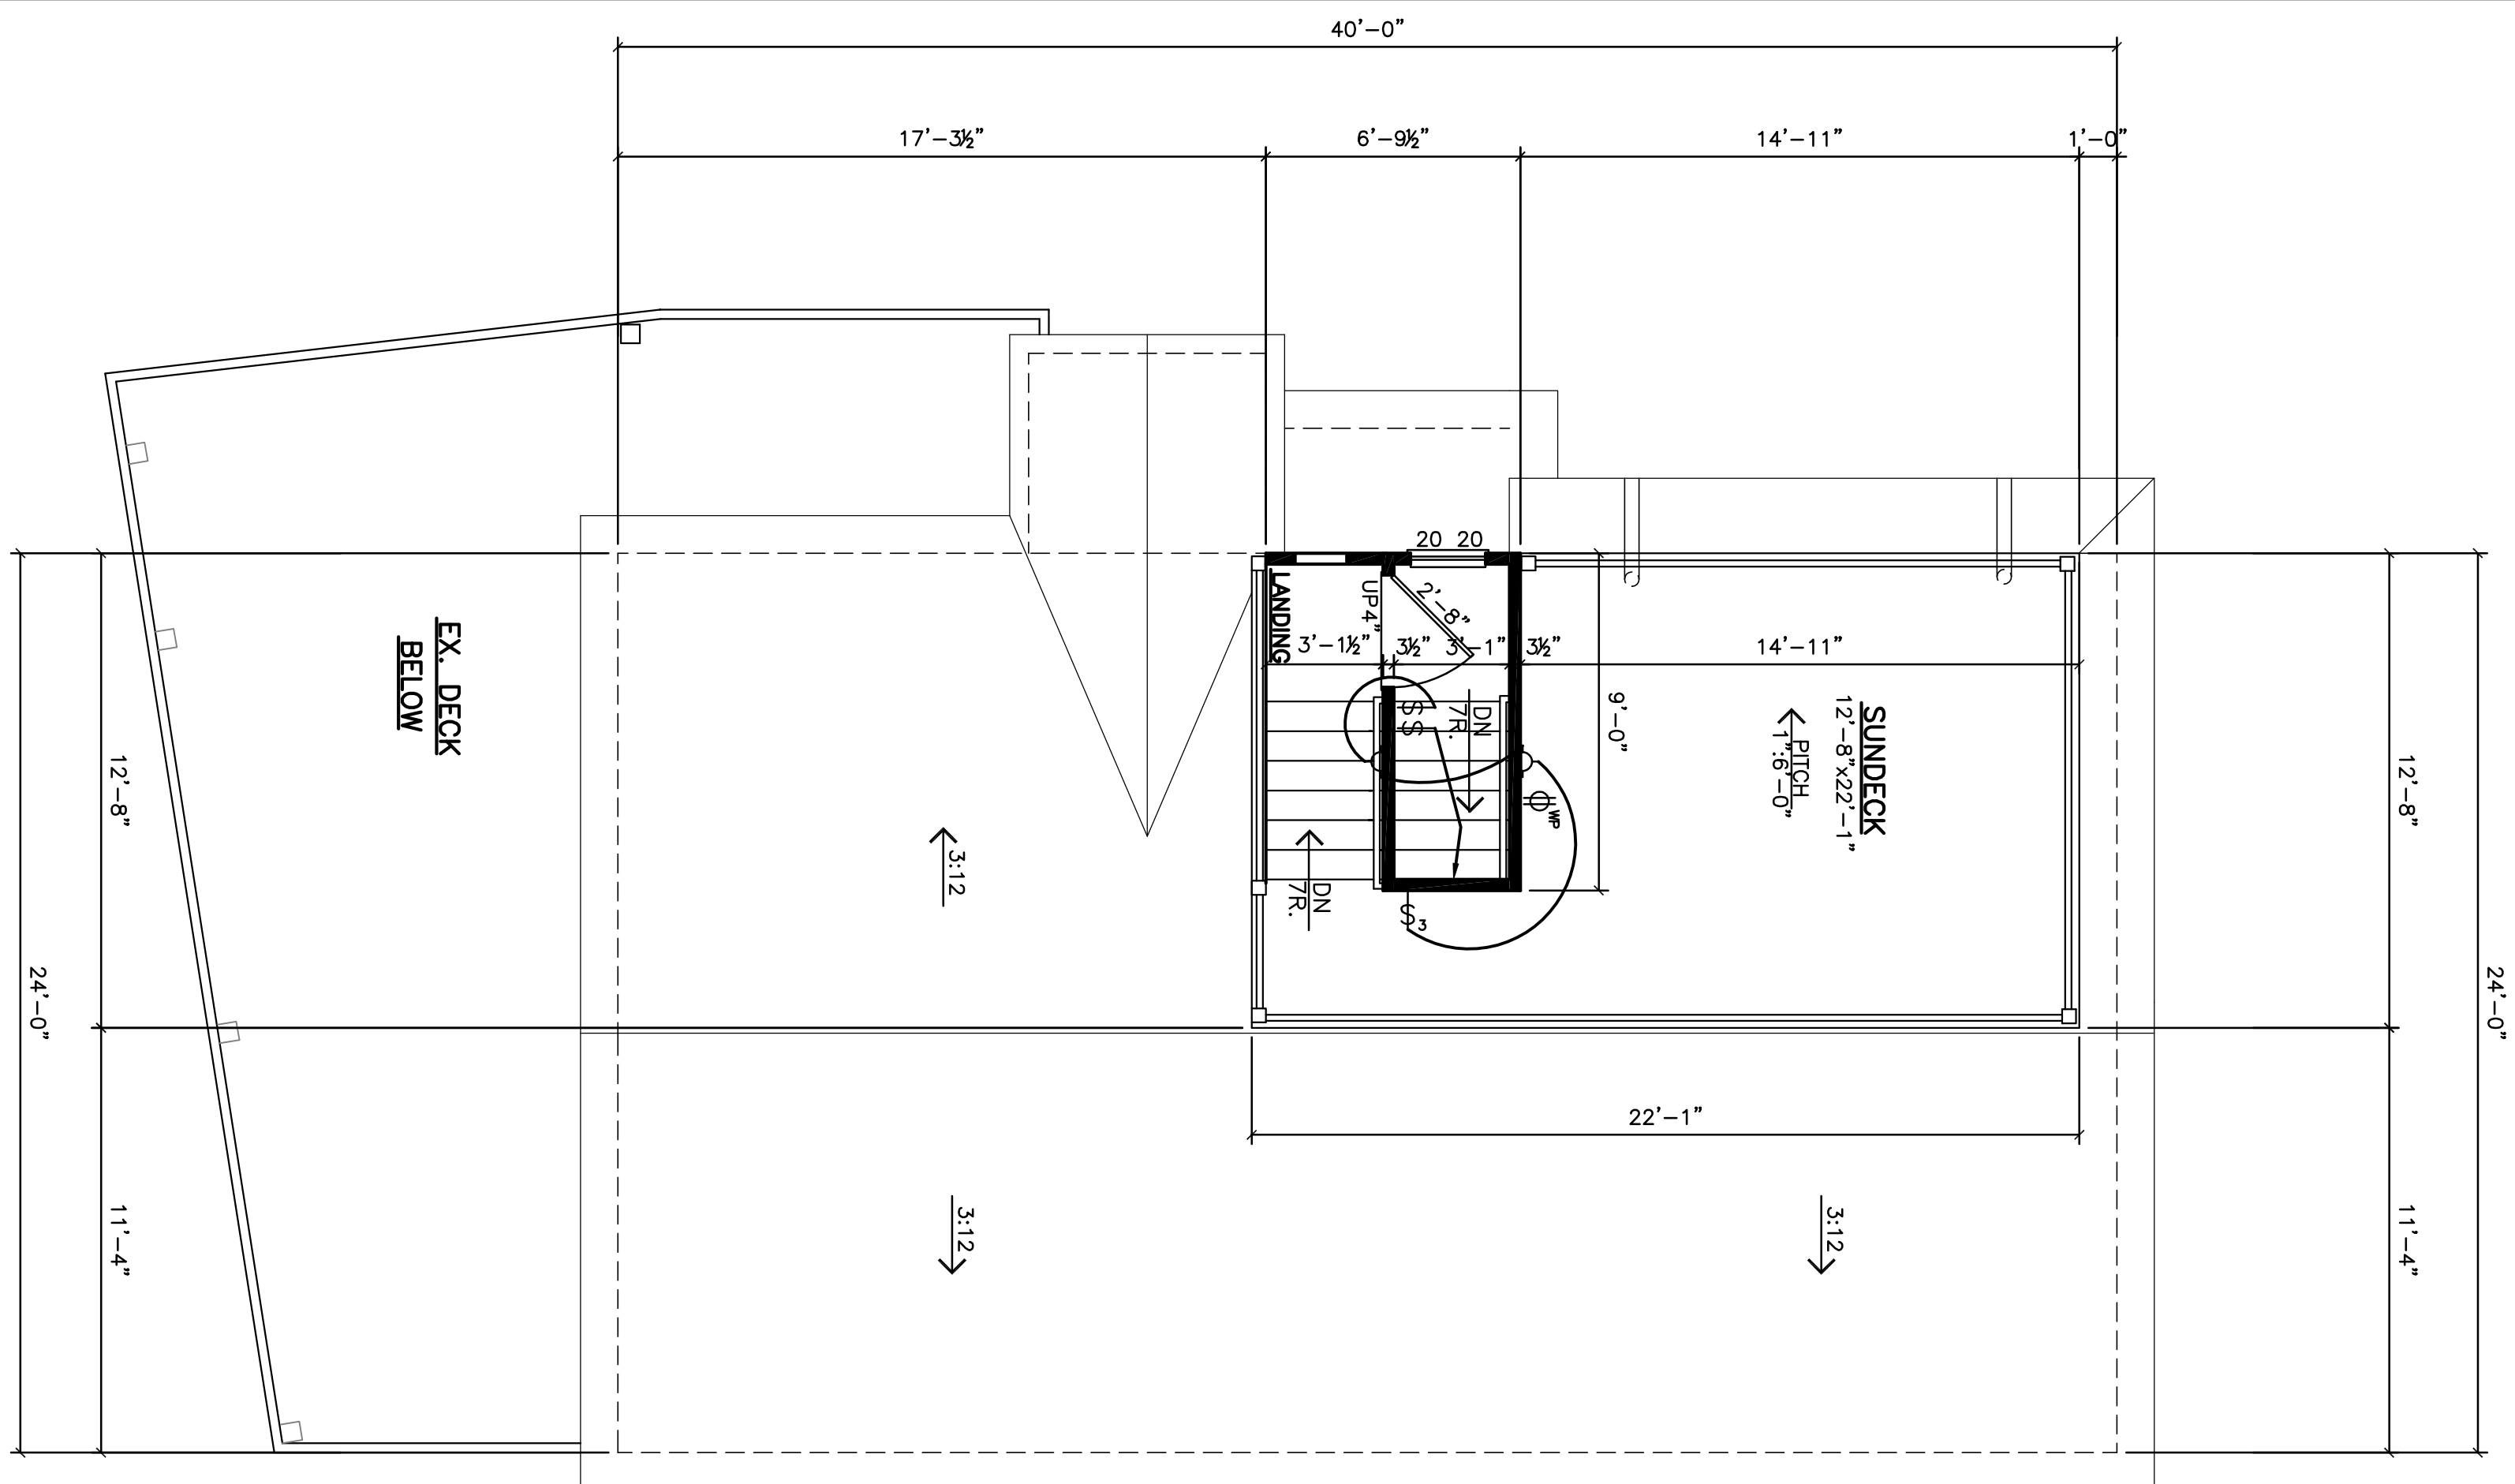 40'-0"
17'-3½"
6'-9½"
14'-11"
1'-0"
20 20
LANDING
UP4"
2'-8"
3'-1½"
3½"
3'-1"
3½"
14'-11"
9'-0"
DN
7R.
S S
WP
S3
DN
7R.
SUNDECK
12'-8"x22'-1"
PITCH
1":6'-0"
EX. DECK
BELOW
3:12
12'-8"
24'-0"
11'-4"
12'-8"
24'-0"
11'-4"
22'-1"
3:12
3:12